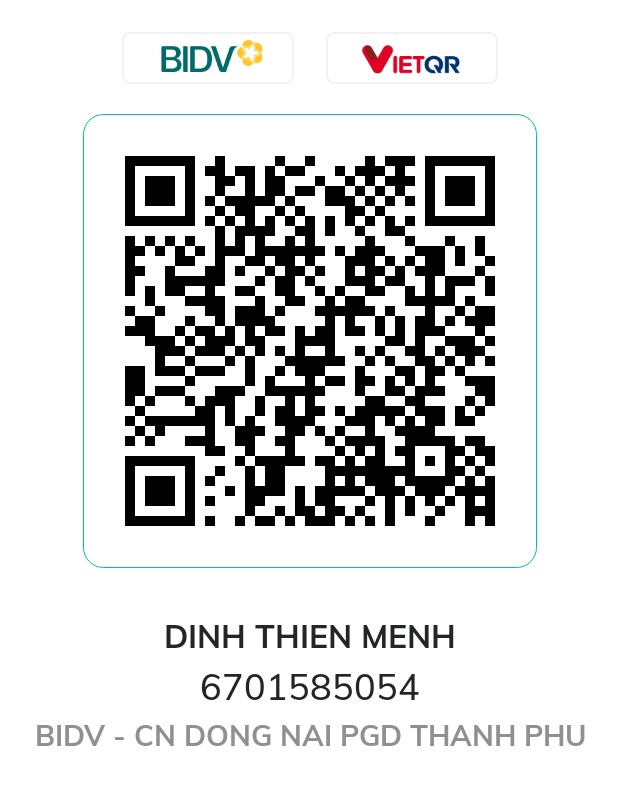 BIDV VIETQR
DINH THIEN MENH
6701585054
BIDV - CN DONG NAI PGD THANH PHU